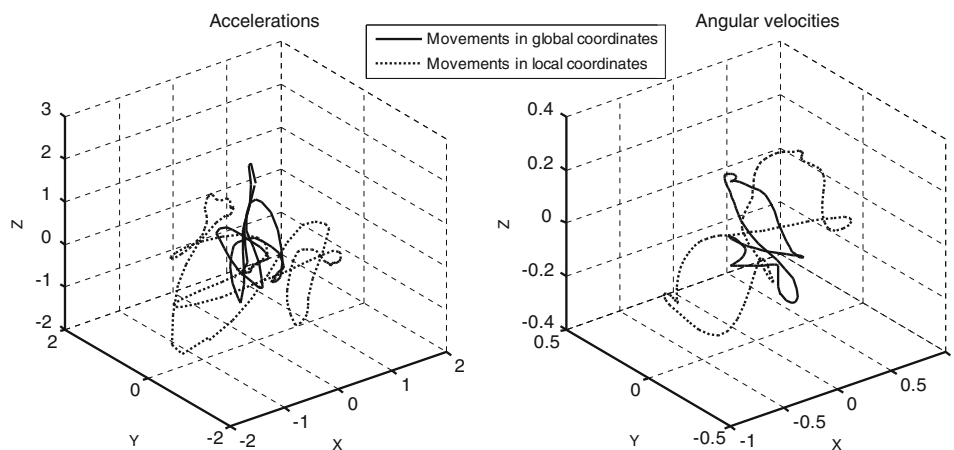 Accelerations
Angular velocities
Movements in global coordinates
Movements in local coordinates
3
2
1
0
-1
-2
Z
2
0
-2
Y
-2
-1
0
1
2
X
0.4
0.2
0
-0.2
-0.4
Z
0.5
0
-0.5
Y
-1
-0.5
0
0.5
X